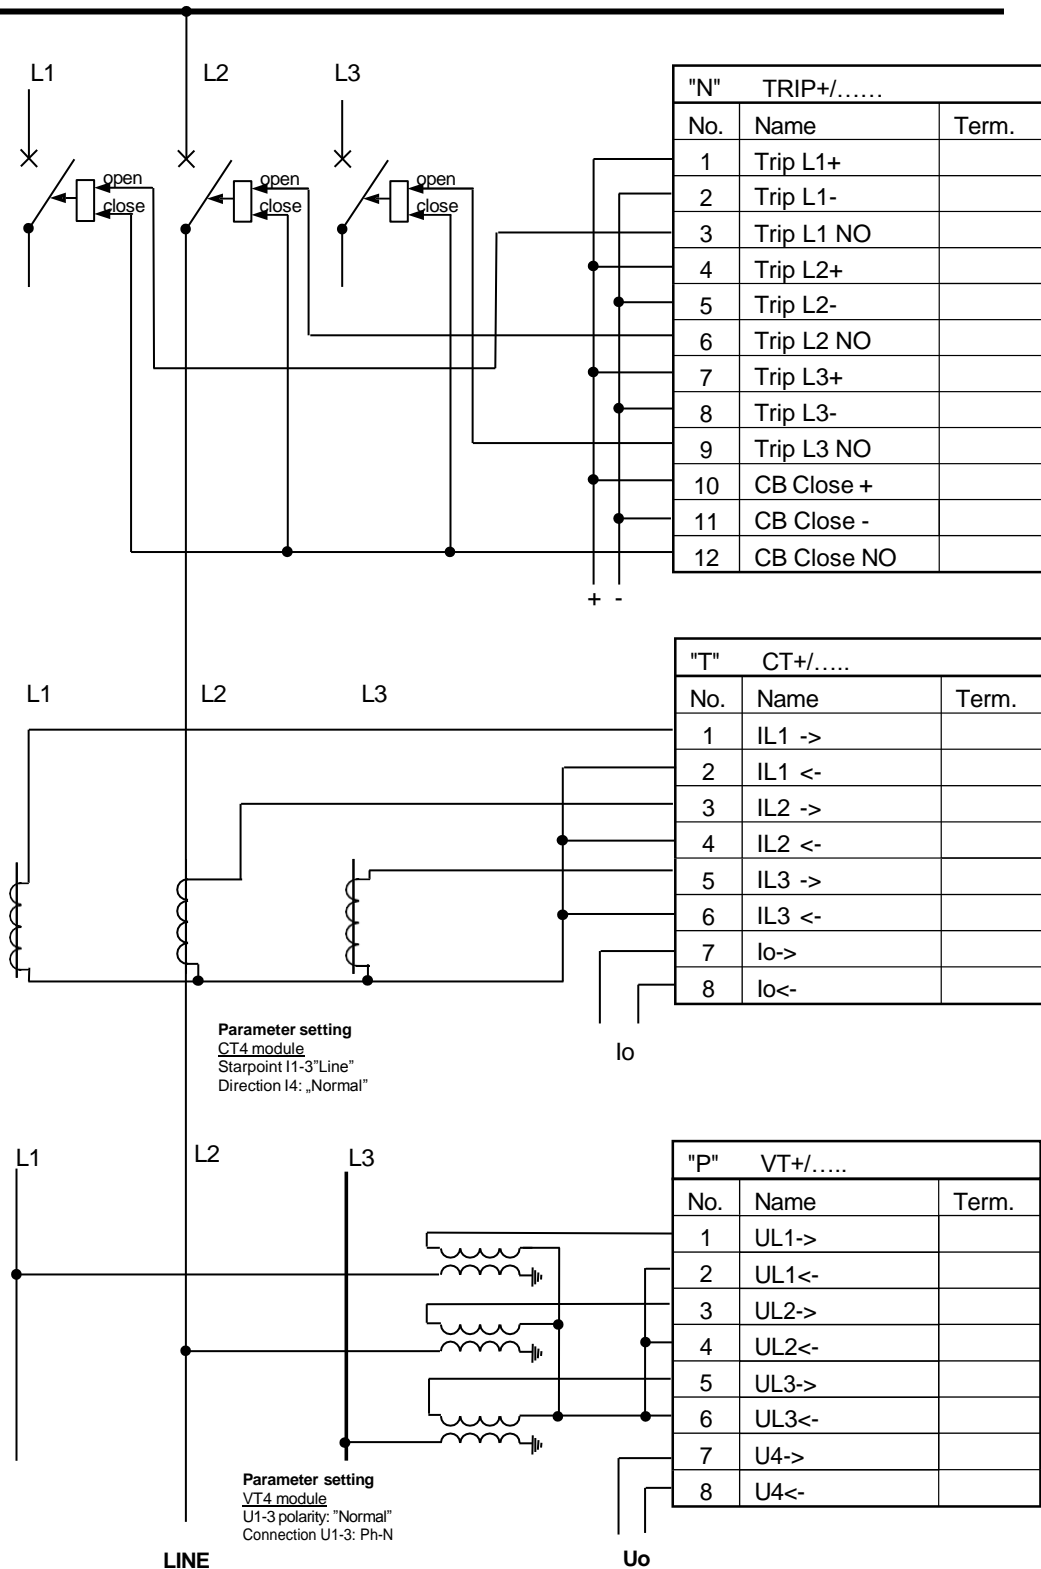 L1 L2 L3
open
close
open
close
open
close
"N" TRIP+/……
No. Name Term.
1 Trip L1+
2 Trip L1-
3 Trip L1 NO
4 Trip L2+
5 Trip L2-
6 Trip L2 NO
7 Trip L3+
8 Trip L3-
9 Trip L3 NO
10 CB Close +
11 CB Close -
12 CB Close NO
+ -
L1 L2 L3
"T" CT+/…..
No. Name Term.
1 IL1 ->
2 IL1 <-
3 IL2 ->
4 IL2 <-
5 IL3 ->
6 IL3 <-
7 Io->
8 Io<-
Io
Parameter setting
CT4 module
Starpoint I1-3”Line”
Direction I4: „Normal”
L1 L2 L3
"P" VT+/…..
No. Name Term.
1 UL1->
2 UL1<-
3 UL2->
4 UL2<-
5 UL3->
6 UL3<-
7 U4->
8 U4<-
Parameter setting
VT4 module
U1-3 polarity: ”Normal”
Connection U1-3: Ph-N
LINE
Uo